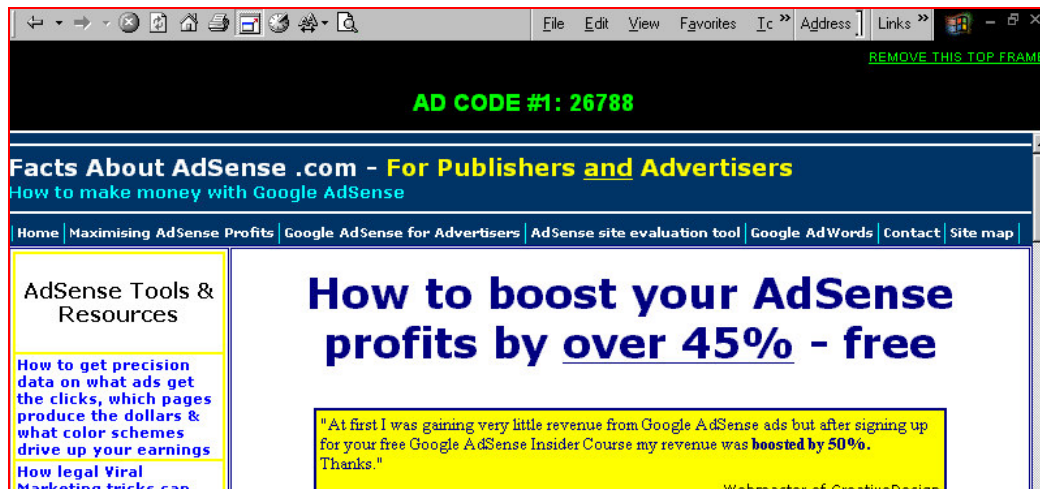 File Edit View Favorites Tc » Address Links »
REMOVE THIS TOP FRAME
AD CODE #1: 26788
Facts About AdSense .com - For Publishers and Advertisers
How to make money with Google AdSense
Home Maximising AdSense Profits Google AdSense for Advertisers AdSense site evaluation tool Google AdWords Contact Site map
AdSense Tools &
Resources
How to get precision
data on what ads get
the clicks, which pages
produce the dollars &
what color schemes
drive up your earnings
How legal Viral
Marketing tricks can
How to boost your AdSense
profits by over 45% - free
"At first I was gaining very little revenue from Google AdSense ads but after signing up
for your free Google AdSense Insider Course my revenue was boosted by 50%.
Thanks."
Webmaster of CreativeDesign